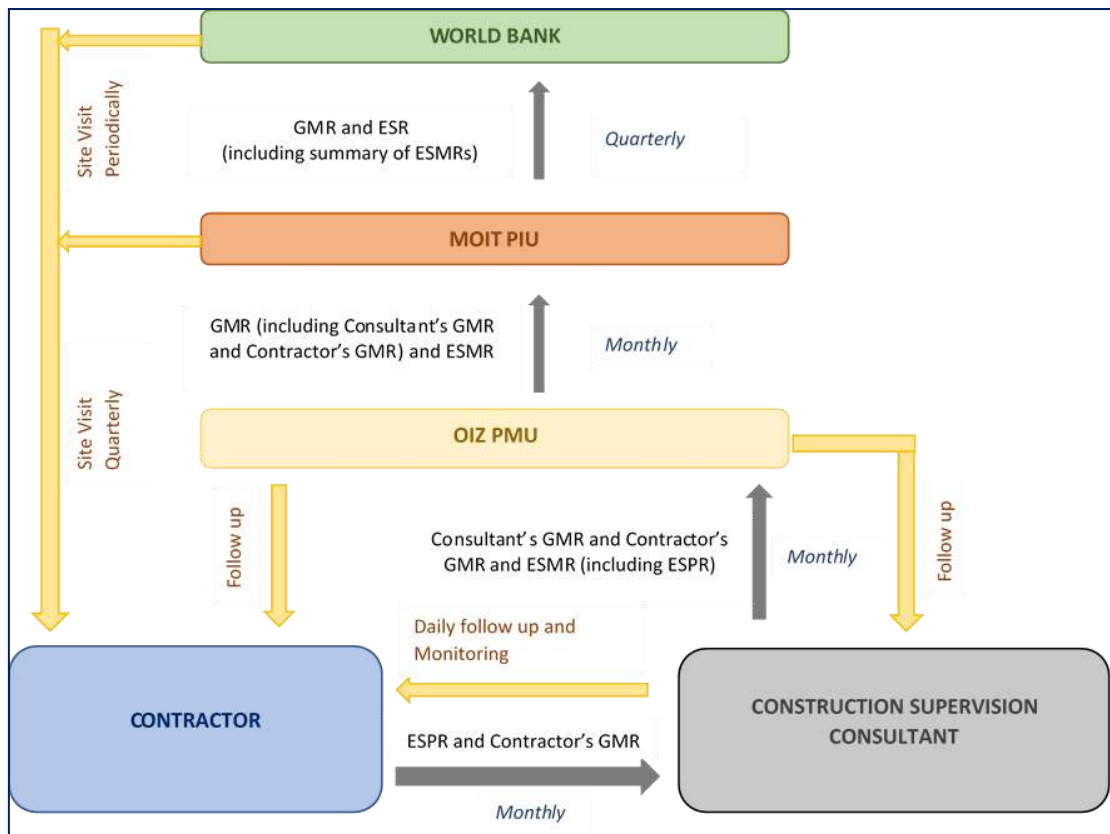 WORLD BANK
Site Visit
Periodically
GMR and ESR
(including summary of ESMRs)
Quarterly
MOIT PIU
GMR (including Consultant's GMR
and Contractor's GMR) and ESMR
Monthly
Site Visit
Quarterly
OIZ PMU
Follow up
Consultant's GMR and Contractor's
GMR and ESMR (including ESPR)
Monthly
Follow up
Daily follow up and
Monitoring
CONTRACTOR
CONSTRUCTION SUPERVISION
CONSULTANT
ESPR and Contractor's GMR
Monthly